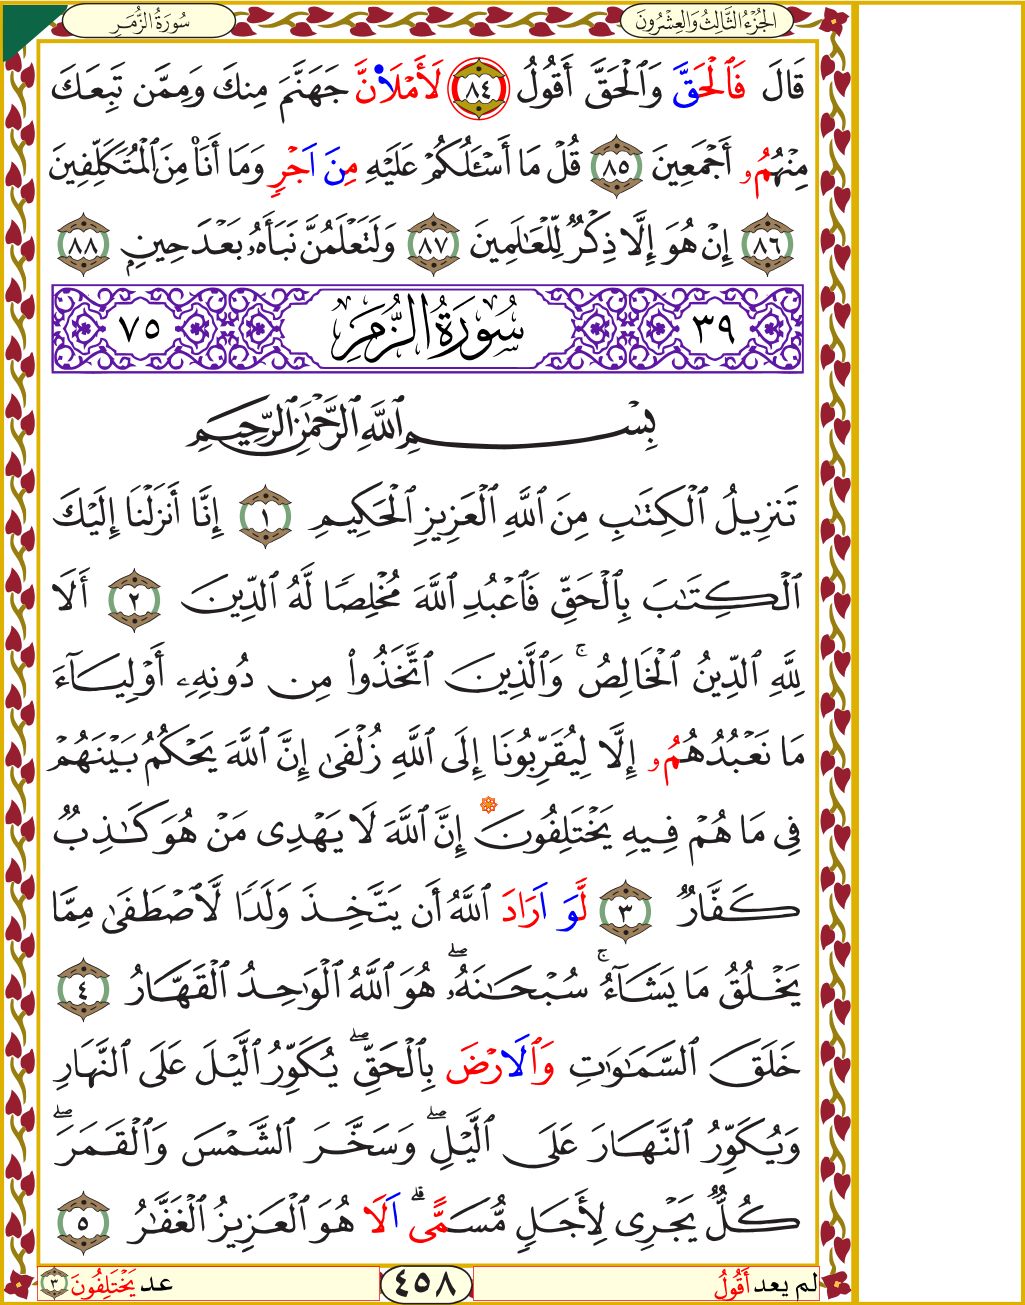 الجُزْءُ الثَّالِثُ وَالعِشْرُونَ
سُورَةُ الزُّمَرِ
قَالَ فَٱلْحَقَّ وَٱلْحَقَّ أَقُولُ ٨٤ لَأَمْلَأَنَّ جَهَنَّمَ مِنكَ وَمِمَّن تَبِعَكَ
مِنْهُمُۥ أَجْمَعِينَ ٨٥ قُلْ مَا أَسْـَٔلُكُمْ عَلَيْهِ مِنَ اَجْرٍ وَمَا أَنَا۠ مِنَ ٱلْمُتَكَلِّفِينَ
٨٦ إِنْ هُوَ إِلَّا ذِكْرٌ لِّلْعَٰلَمِينَ ٨٧ وَلَتَعْلَمُنَّ نَبَأَهُۥ بَعْدَ حِينِۭ ٨٨
٣٩ سُورَةُ الزُّمَرِ ٧٥
بِسْمِ ٱللَّهِ ٱلرَّحْمَٰنِ ٱلرَّحِيمِ
تَنزِيلُ ٱلْكِتَٰبِ مِنَ ٱللَّهِ ٱلْعَزِيزِ ٱلْحَكِيمِ ١ إِنَّا أَنزَلْنَا إِلَيْكَ
ٱلْكِتَٰبَ بِٱلْحَقِّ فَٱعْبُدِ ٱللَّهَ مُخْلِصًا لَّهُ ٱلدِّينَ ٢ أَلَا
لِلَّهِ ٱلدِّينُ ٱلْخَالِصُ ۚ وَٱلَّذِينَ ٱتَّخَذُوا۟ مِن دُونِهِۦ أَوْلِيَآءَ
مَا نَعْبُدُهُمُۥ إِلَّا لِيُقَرِّبُونَا إِلَى ٱللَّهِ زُلْفَىٰ إِنَّ ٱللَّهَ يَحْكُمُ بَيْنَهُمْ
فِى مَا هُمْ فِيهِ يَخْتَلِفُونَ إِنَّ ٱللَّهَ لَا يَهْدِى مَنْ هُوَ كَٰذِبٌ
كَفَّارٌ ٣ لَّوَ اَرَادَ ٱللَّهُ أَن يَتَّخِذَ وَلَدًا لَّٱصْطَفَىٰ مِمَّا
يَخْلُقُ مَا يَشَآءُ ۚ سُبْحَٰنَهُۥ ۖ هُوَ ٱللَّهُ ٱلْوَٰحِدُ ٱلْقَهَّارُ ٤
خَلَقَ ٱلسَّمَٰوَٰتِ وَٱلَارْضَ بِٱلْحَقِّ ۖ يُكَوِّرُ ٱلَّيْلَ عَلَى ٱلنَّهَارِ
وَيُكَوِّرُ ٱلنَّهَارَ عَلَى ٱلَّيْلِ ۖ وَسَخَّرَ ٱلشَّمْسَ وَٱلْقَمَرَ ۖ
كُلٌّ يَجْرِى لِأَجَلٍ مُّسَمًّى ۗ اَلَا هُوَ ٱلْعَزِيزُ ٱلْغَفَّٰرُ ٥
لم يعد أَقُولُ
٤٥٨
عد يَخْتَلِفُونَ ٣